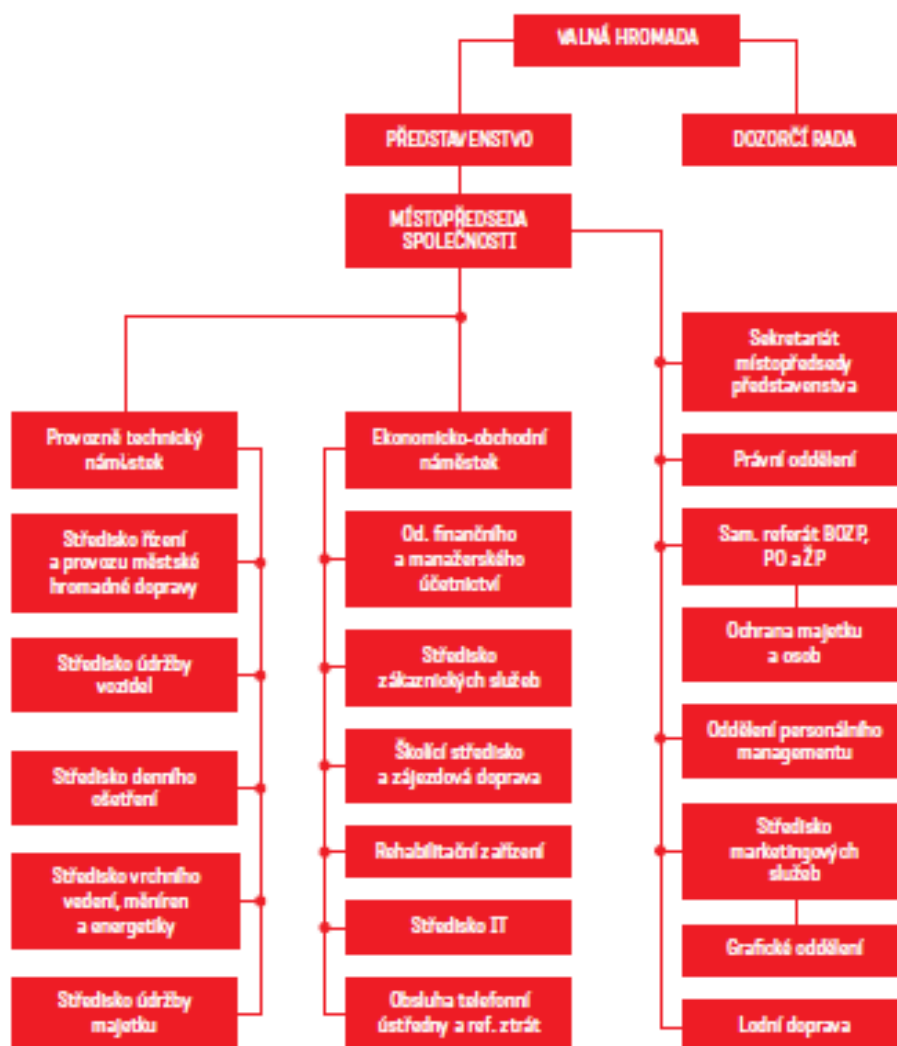 VALNÁ HROMADA
PŘEDSTAVENSTVO
DOZORČÍ RADA
MÍSTOPŘEDSEDA
SPOLEČNOSTI
Provozně technický
náměstek
Středisko řízení
a provozu městské
hromadné dopravy
Středisko údržby
vozidel
Středisko denního
ošetření
Středisko vrchního
vedení, měníren
a energetiky
Středisko údržby
majetku
Ekonomicko-obchodní
náměstek
Od. finančního
a manažerského
účetnictví
Středisko
zákaznických služeb
Školící středisko
a zájezdová doprava
Rehabilitační zařízení
Středisko IT
Obsluha telefonní
ústředny a ref. ztrát
Sekretariát
místopředsedy
představenstva
Právní oddělení
Sam. referát BOZP,
PO a ŽP
Ochrana majetku
a osob
Oddělení personálního
managementu
Středisko
marketingových
služeb
Grafické oddělení
Lodní doprava